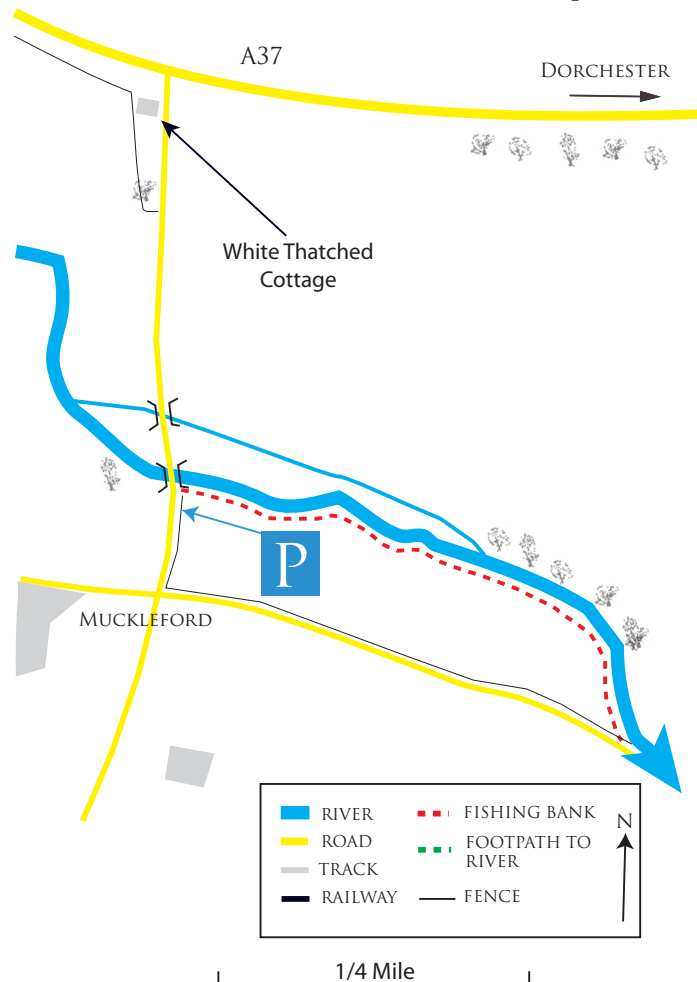 A37
DORCHESTER
White Thatched
Cottage
P
MUCKLEFORD
RIVER
ROAD
TRACK
RAILWAY
FISHING BANK
FOOTPATH TO
RIVER
FENCE
N
1/4 Mile